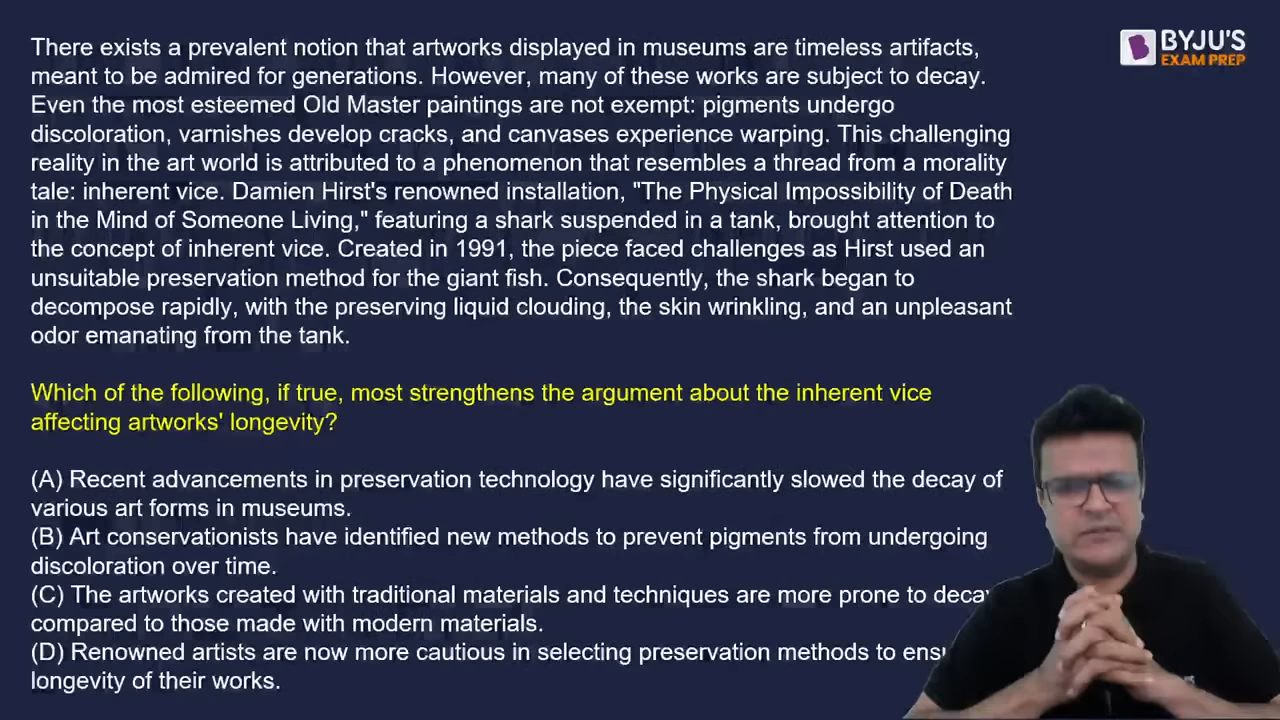 There exists a prevalent notion that artworks displayed in museums are timeless artifacts,
meant to be admired for generations. However, many of these works are subject to decay.
Even the most esteemed Old Master paintings are not exempt: pigments undergo
discoloration, varnishes develop cracks, and canvases experience warping. This challenging
reality in the art world is attributed to a phenomenon that resembles a thread from a morality
tale: inherent vice. Damien Hirst's renowned installation, "The Physical Impossibility of Death
in the Mind of Someone Living," featuring a shark suspended in a tank, brought attention to
the concept of inherent vice. Created in 1991, the piece faced challenges as Hirst used an
unsuitable preservation method for the giant fish. Consequently, the shark began to
decompose rapidly, with the preserving liquid clouding, the skin wrinkling, and an unpleasant
odor emanating from the tank.
Which of the following, if true, most strengthens the argument about the inherent vice
affecting artworks' longevity?
(A) Recent advancements in preservation technology have significantly slowed the decay of
various art forms in museums.
(B) Art conservationists have identified new methods to prevent pigments from undergoing
discoloration over time.
(C) The artworks created with traditional materials and techniques are more prone to decay
compared to those made with modern materials.
(D) Renowned artists are now more cautious in selecting preservation methods to
longevity of their works.
BYJU'S
EXAM PREP